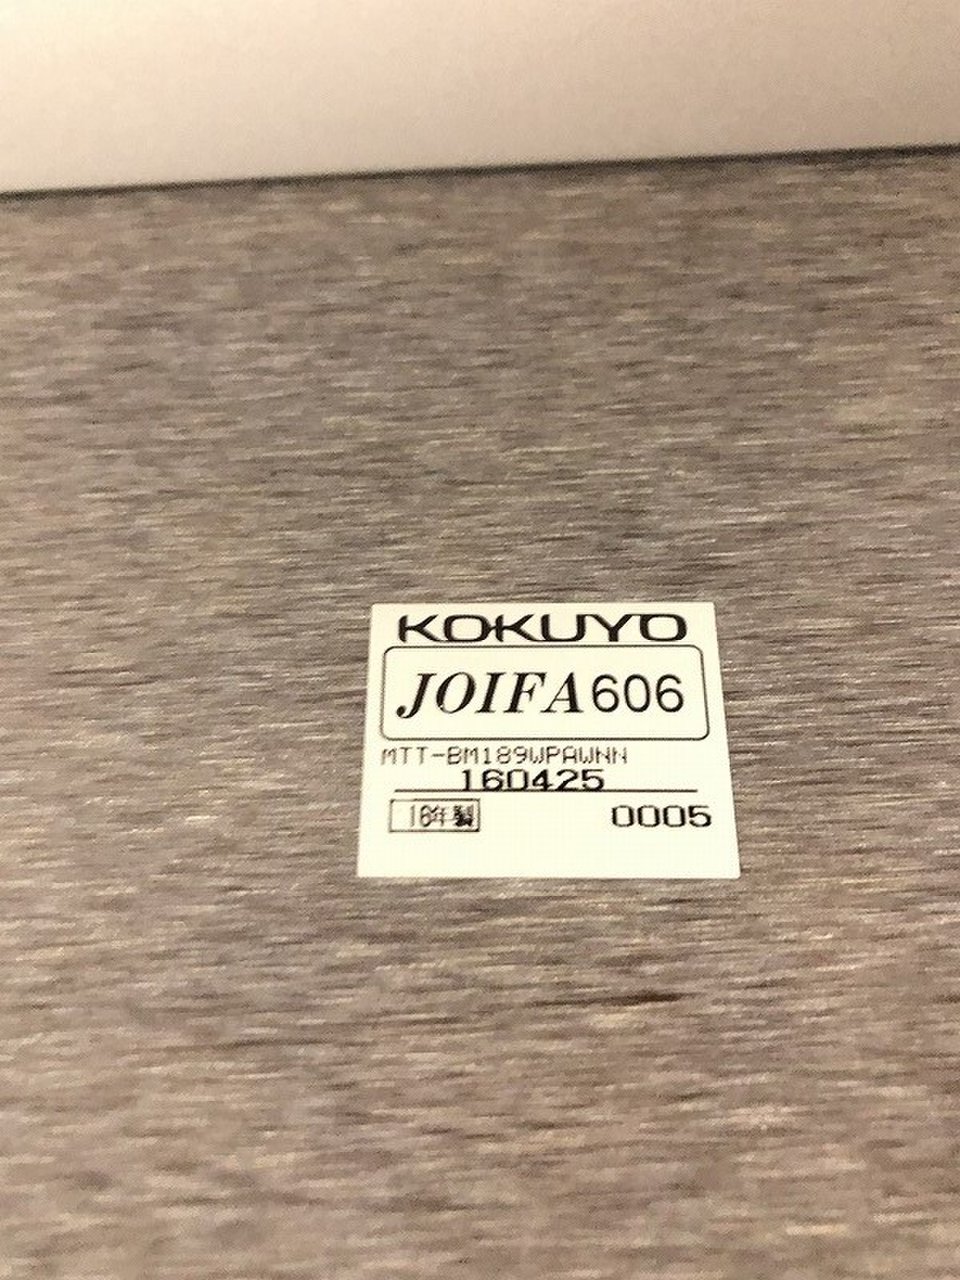 KOKUYO
JOIFA606
MTT-BM189WPAWNN
160425
16年製 0005